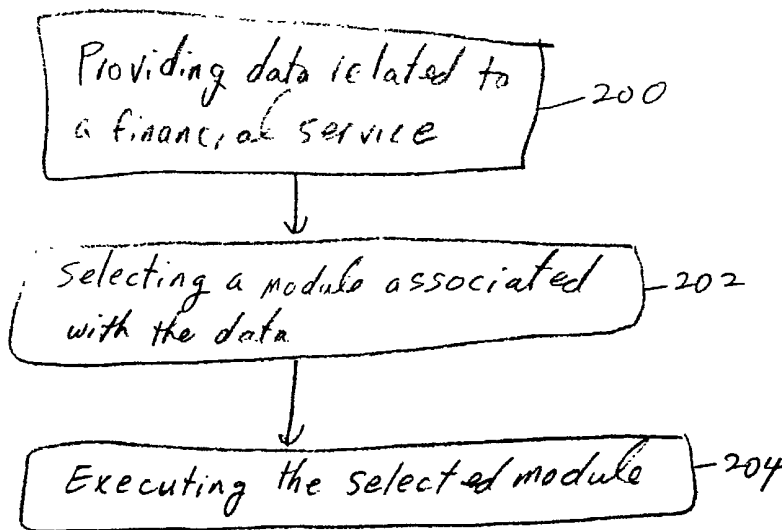 Providing data related to
a financial service
200
selecting a module associated
with the data
202
Executing the selected module
204